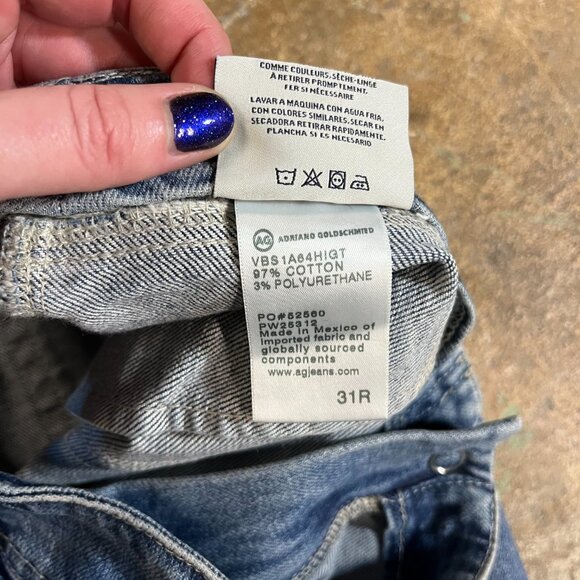 COMME COULEURS. SÈCHE-LINGE
À RETIRER PROMPTEMENT.
FER SI NÉCESSAIRE
LAVAR A MAQUINA CON AGUA FRIA,
CON COLORES SIMILARES. SECAR EN
SECADORA RETIRAR RAPIDAMENTE.
PLANCHA SI ES NECESARIO
AG ADRIANO GOLDSCHMIED
VBS1A64HIGT
97% COTTON
3% POLYURETHANE
PO#52560
PW25312
Made in Mexico of
imported fabric and
globally sourced
components
www.agjeans.com
31R